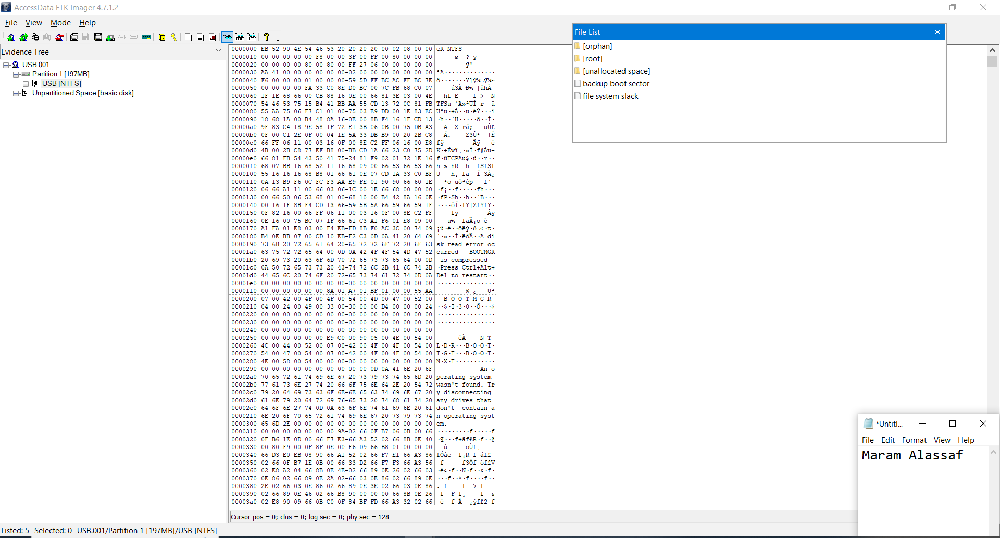 AccessData FTK Imager 4.7.1.2
File View Mode Help
Evidence Tree
USB.001
Partition 1 [197MB]
USB [NTFS]
Unpartitioned Space [basic disk]
0000000 EB 52 90 4E 54 46 53 20-20 20 20 00 02 08 00 00 ëR·NTFS    ·····
0000010 00 00 00 00 00 F8 00 00-3F 00 FF 00 80 00 00 00 ·····ø··?·ÿ·····
0000020 00 00 00 00 80 00 80 00-FF 27 06 00 00 00 00 00 ········ÿ'······
0000030 AA 41 00 00 00 00 00 00-02 00 00 00 00 00 00 00 ªA··············
0000040 F6 00 00 00 01 00 00 00-59 5D FF BC AC FF BC 7E ö·······Y]ÿ¼¬ÿ¼~
0000050 00 00 00 00 FA 33 C0 8E-D0 BC 00 7C FB 68 C0 07 ····ú3À·Ð¼·|ûhÀ·
0000060 1F 1E 68 66 00 CB 88 16-0E 00 66 81 3E 03 00 4E ··hf·Ë····f·>··N
0000070 54 46 53 75 15 B4 41 BB-AA 55 CD 13 72 0C 81 FB TFSu·´A»ªUÍ·r··û
0000080 55 AA 75 06 F7 C1 01 00-75 03 E9 DD 00 1E 83 EC Uªu·÷Á··u·éÝ···ì
0000090 18 68 1A 00 B4 48 8A 16-0E 00 8B F4 16 1F CD 13 ·h··´H·····ô··Í·
00000a0 9F 83 C4 18 9E 58 1F 72-E1 3B 06 0B 00 75 DB A3 ··Ä··X·rá;···uÛ£
00000b0 0F 00 C1 2E 0F 00 04 1E-5A 33 DB B9 00 20 2B C8 ··Á.····Z3Û¹· +È
00000c0 66 FF 06 11 00 03 16 0F-00 8E C2 FF 06 16 00 E8 fÿ········Âÿ···è
00000d0 4B 00 2B C8 77 EF B8 00-BB CD 1A 66 23 C0 75 2D K·+Èwï¸·»Í·f#Àu-
00000e0 66 81 FB 54 43 50 41 75-24 81 F9 02 01 72 1E 16 f·ûTCPAu$·ù··r··
00000f0 68 07 BB 16 68 52 11 16-68 09 00 66 53 66 53 66 h·»·hR··h··fSfSf
0000100 55 16 16 16 68 B8 01 66-61 0E 07 CD 1A 33 C0 BF U···h¸·fa··Í·3À¿
0000110 0A 13 B9 F6 0C FC F3 AA-E9 FE 01 90 90 66 60 1E ··¹ö·üóªéþ···f`·
0000120 06 66 A1 11 00 66 03 06-1C 00 1E 66 68 00 00 00 ·f¡··f·····fh···
0000130 00 66 50 06 53 68 01 00-68 10 00 B4 42 8A 16 0E ·fP·Sh··h··´B···
0000140 00 16 1F 8B F4 CD 13 66-59 5B 5A 66 59 66 59 1F ····ôÍ·fY[ZfYfY·
0000150 0F 82 16 00 66 FF 06 11-00 03 16 0F 00 8E C2 FF ····fÿ········Âÿ
0000160 0E 16 00 75 BC 07 1F 66-61 C3 A1 F6 01 E8 09 00 ···u¼··faÃ¡ö·è··
0000170 A1 FA 01 E8 03 00 F4 EB-FD 8B F0 AC 3C 00 74 09 ¡ú·è··ôëý·ð¬<·t·
0000180 B4 0E BB 07 00 CD 10 EB-F2 C3 0D 0A 41 20 64 69 ´·»··Í·ëòÃ··A di
0000190 73 6B 20 72 65 61 64 20-65 72 72 6F 72 20 6F 63 sk read error oc
00001a0 63 75 72 72 65 64 00 0D-0A 42 4F 4F 54 4D 47 52 curred···BOOTMGR
00001b0 20 69 73 20 63 6F 6D 70-72 65 73 73 65 64 00 0D  is compressed··
00001c0 0A 50 72 65 73 73 20 43-74 72 6C 2B 41 6C 74 2B ·Press Ctrl+Alt+
00001d0 44 65 6C 20 74 6F 20 72-65 73 74 61 72 74 0D 0A Del to restart··
00001e0 00 00 00 00 00 00 00 00-00 00 00 00 00 00 00 00 ················
00001f0 00 00 00 00 00 00 8A 01-A7 01 BF 01 00 00 55 AA ········§·¿···Uª
0000200 07 00 42 00 4F 00 4F 00-54 00 4D 00 47 00 52 00 ··B·O·O·T·M·G·R·
0000210 04 00 24 00 49 00 33 00-30 00 00 D4 00 00 00 24 ··$·I·3·0··Ô···$
0000220 00 00 00 00 00 00 00 00-00 00 00 00 00 00 00 00 ················
0000230 00 00 00 00 00 00 00 00-00 00 00 00 00 00 00 00 ················
0000240 00 00 00 00 00 00 00 00-00 00 00 00 00 00 00 00 ················
0000250 00 00 00 00 00 00 E9 C0-00 90 05 00 4E 00 54 00 ······éÀ····N·T·
0000260 4C 00 44 00 52 00 07 00-42 00 4F 00 4F 00 54 00 L·D·R···B·O·O·T·
0000270 54 00 47 00 54 00 07 00-42 00 4F 00 4F 00 54 00 T·G·T···B·O·O·T·
0000280 4E 00 58 00 54 00 00 00-00 00 00 00 00 00 00 00 N·X·T···········
0000290 00 00 00 00 00 00 00 00-00 00 0D 0A 41 6E 20 6F ············An o
00002a0 70 65 72 61 74 69 6E 67-20 73 79 73 74 65 6D 20 perating system
00002b0 77 61 73 6E 27 74 20 66-6F 75 6E 64 2E 20 54 72 wasn't found. Tr
00002c0 79 20 64 69 73 63 6F 6E-6E 65 63 74 69 6E 67 20 y disconnecting
00002d0 61 6E 79 20 64 72 69 76-65 73 20 74 68 61 74 20 any drives that
00002e0 64 6F 6E 27 74 0D 0A 63-6F 6E 74 61 69 6E 20 61 don't··contain a
00002f0 6E 20 6F 70 65 72 61 74-69 6E 67 20 73 79 73 74 n operating syst
0000300 65 6D 2E 00 00 00 00 00-00 00 00 00 00 00 00 00 em.·············
0000310 00 00 00 00 00 00 00 9A-02 66 0F B7 06 0B 00 66 ·········f·····f
0000320 0F B6 1E 0D 00 66 F7 E3-66 A3 52 02 66 8B 0E 40 ·¶···f÷ãf£R·f··@
0000330 00 80 F9 00 0F 8F 0E 00-F6 D9 66 B8 01 00 00 00 ··ù·····öÙf¸····
0000340 66 D3 E0 EB 08 90 66 A1-52 02 66 F7 E1 66 A3 86 fÓàë··f¡R·f÷áf£·
0000350 02 66 0F B7 1E 0B 00 66-33 D2 66 F7 F3 66 A3 56 ·f·····f3Òf÷óf£V
0000360 02 E8 A2 04 66 8B 0E 4E-02 66 89 0E 26 02 66 03 ·è¢·f··N·f··&·f·
0000370 0E 86 02 66 89 0E 2A 02-66 03 0E 86 02 66 89 0E ···f··*·f····f··
0000380 2E 02 66 03 0E 86 02 66-89 0E 3E 02 66 03 0E 86 .·f····f··>·f···
0000390 02 66 89 0E 46 02 66 B8-90 00 00 00 66 8B 0E 26 ·f··F·f¸····f··&
00003a0 02 E8 90 09 66 0B C0 0F-84 BF FD 66 A3 32 02 66 ·è··f·À··¿ýf£2·f
Cursor pos = 0; clus = 0; log sec = 0; phy sec = 128
File List
[orphan]
[root]
[unallocated space]
backup boot sector
file system slack
*Untitl...
File Edit Format View Help
Maram Alassaf
Listed: 5 Selected: 0 USB.001/Partition 1 [197MB]/USB [NTFS]